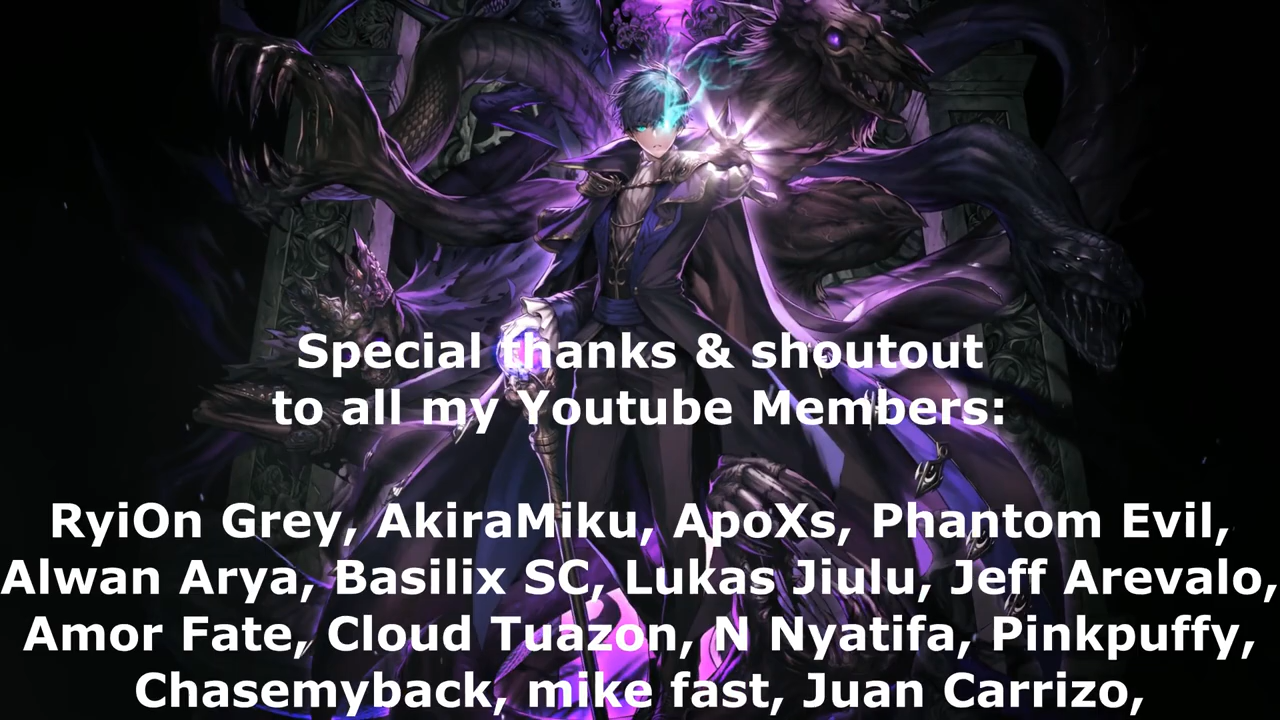 Special thanks & shoutout
to all my Youtube Members:
RyiOn Grey, AkiraMiku, ApoXs, Phantom Evil,
Alwan Arya, Basilix SC, Lukas Jiulu, Jeff Arevalo,
Amor Fate, Cloud Tuazon, N Nyatifa, Pinkpuffy,
Chasemyback, mike fast, Juan Carrizo,